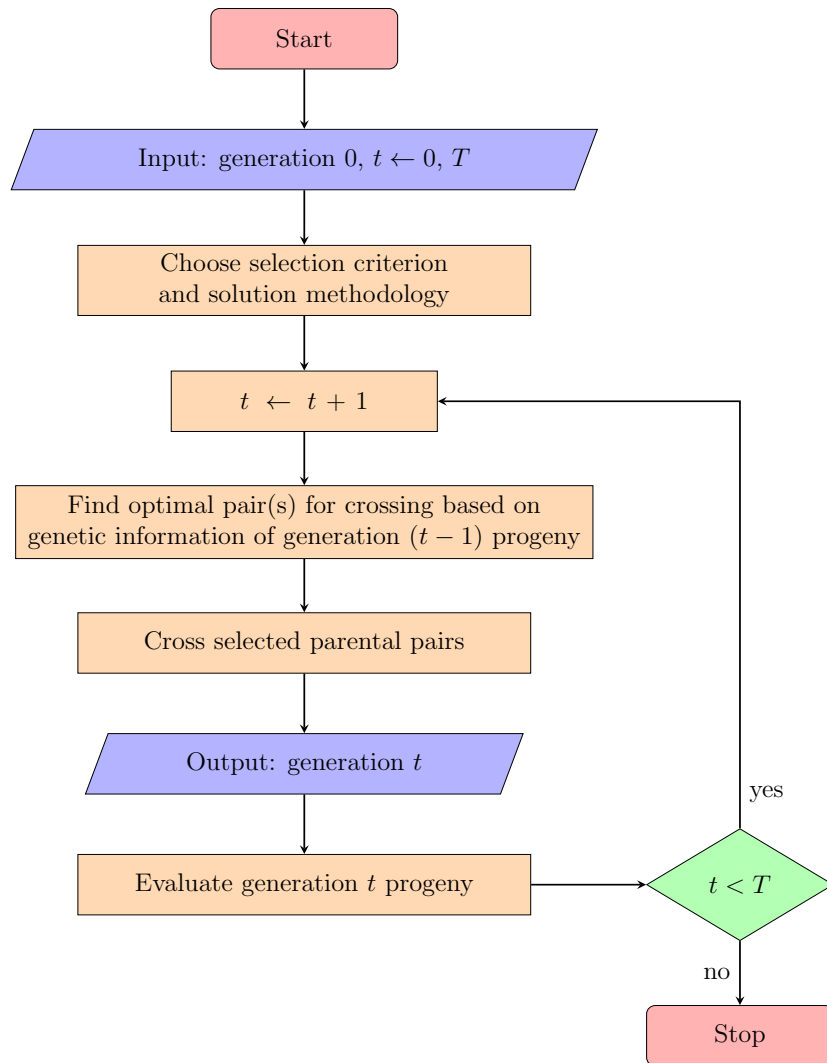 Start
Input: generation 0, t ← 0, T
Choose selection criterion
and solution methodology
t ← t + 1
Find optimal pair(s) for crossing based on
genetic information of generation (t − 1) progeny
Cross selected parental pairs
Output: generation t
yes
Evaluate generation t progeny
t < T
no
Stop